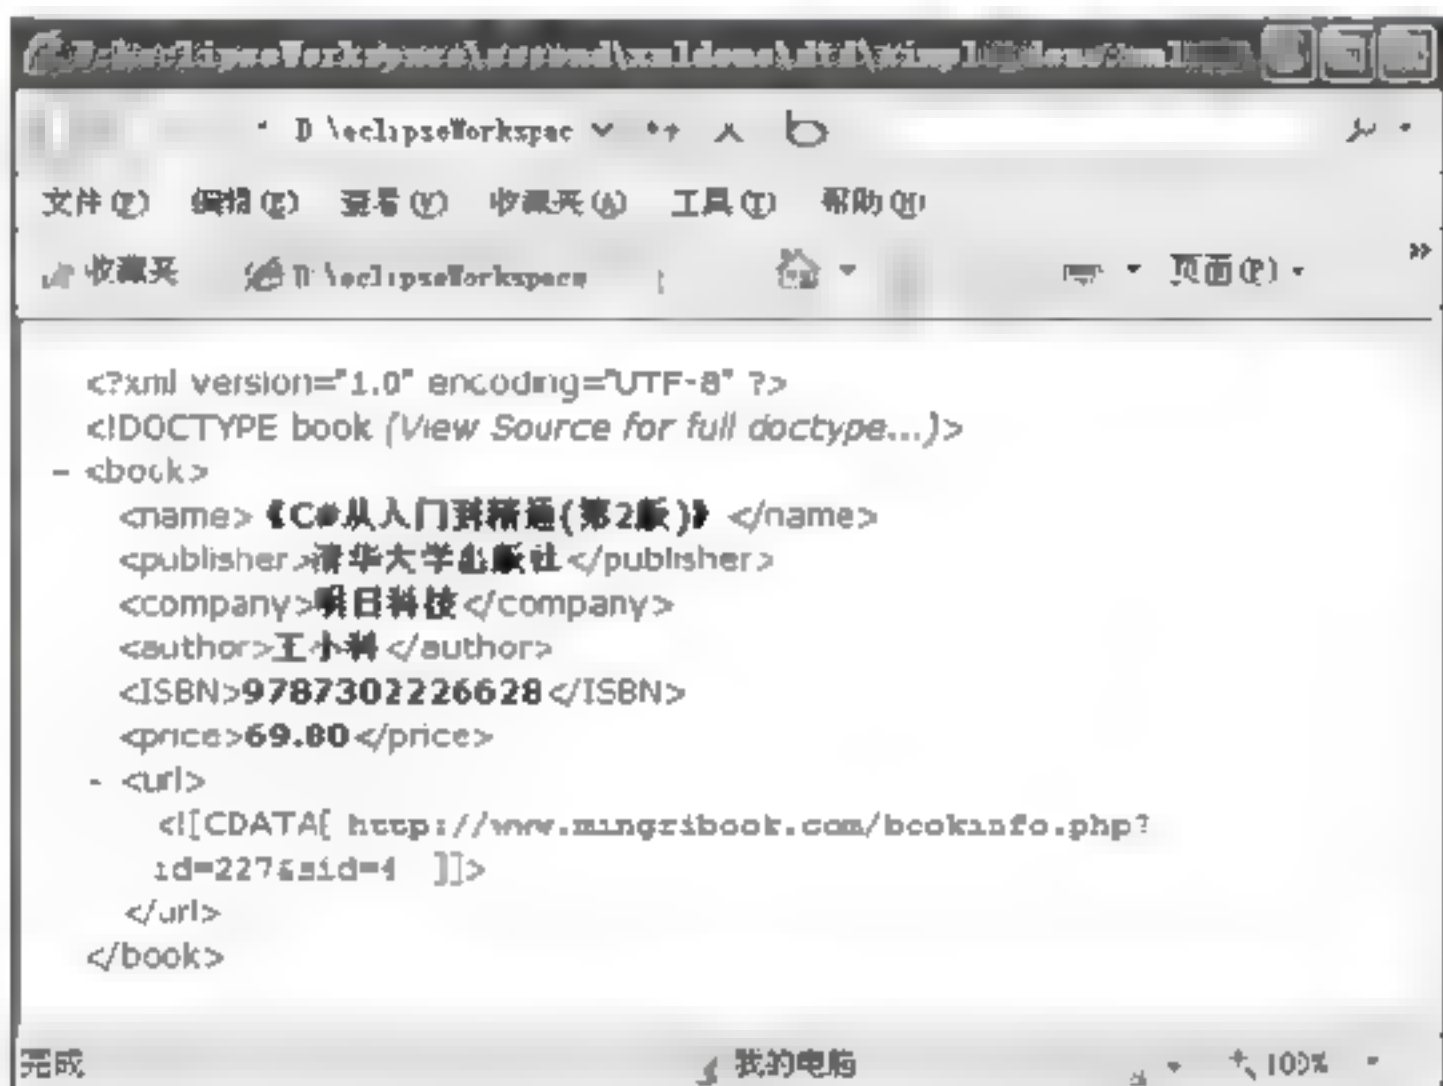 D:\eclipseWorkspac
文件(F) 编辑(E) 查看(V) 收藏夹(A) 工具(T) 帮助(H)
收藏夹 D:\eclipseWorkspace 页面(P) »
<?xml version="1.0" encoding="UTF-8" ?>
<!DOCTYPE book (View Source for full doctype...)>
- <book>
<name>《C#从入门到精通(第2版)》</name>
<publisher>清华大学出版社</publisher>
<company>明日科技</company>
<author>王小科</author>
<ISBN>9787302226628</ISBN>
<price>69.80</price>
- <url>
<![CDATA[ http://www.mingribook.com/bookinfo.php?
id=227&sid=4 ]]>
</url>
</book>
完成 我的电脑 100%